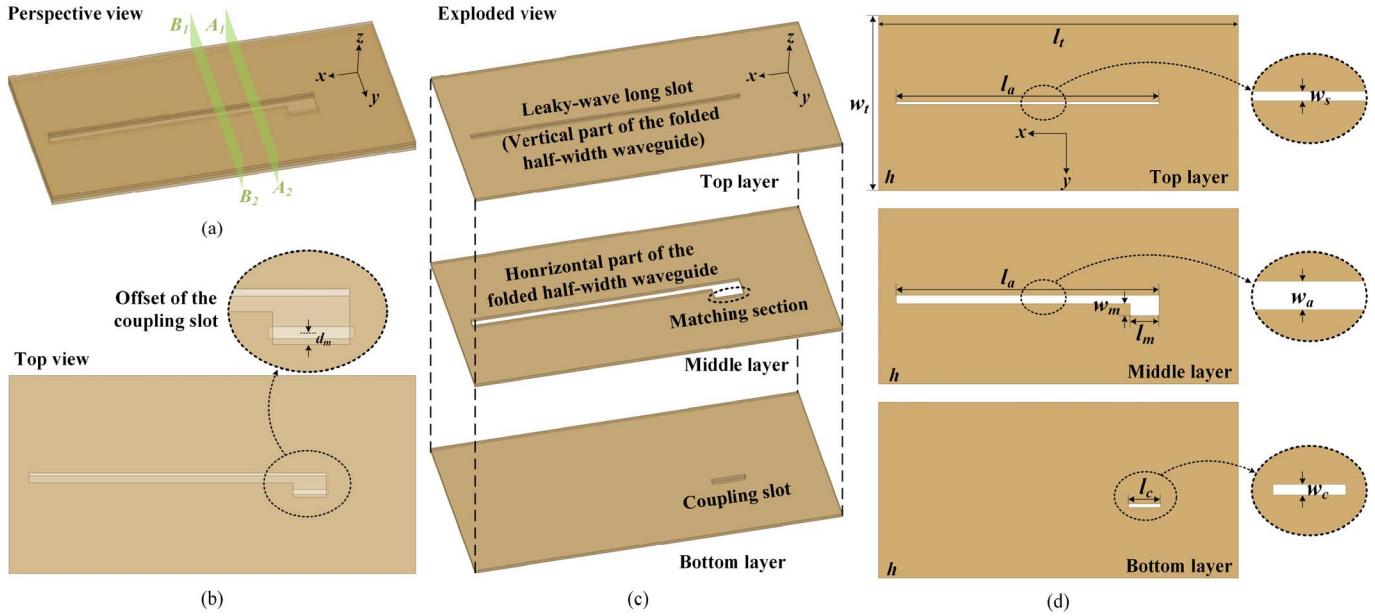 Perspective view
B1
A1
z
x
y
B2
A2
(a)
Offset of the
coupling slot
dm
Top view
(b)
Exploded view
z
x
y
Leaky-wave long slot
(Vertical part of the folded
half-width waveguide)
Top layer
Honrizontal part of the
folded half-width waveguide
Matching section
Middle layer
Coupling slot
Bottom layer
(c)
lt
wt
la
ws
x
y
h
Top layer
la
wm
lm
wa
h
Middle layer
lc
wc
h
Bottom layer
(d)